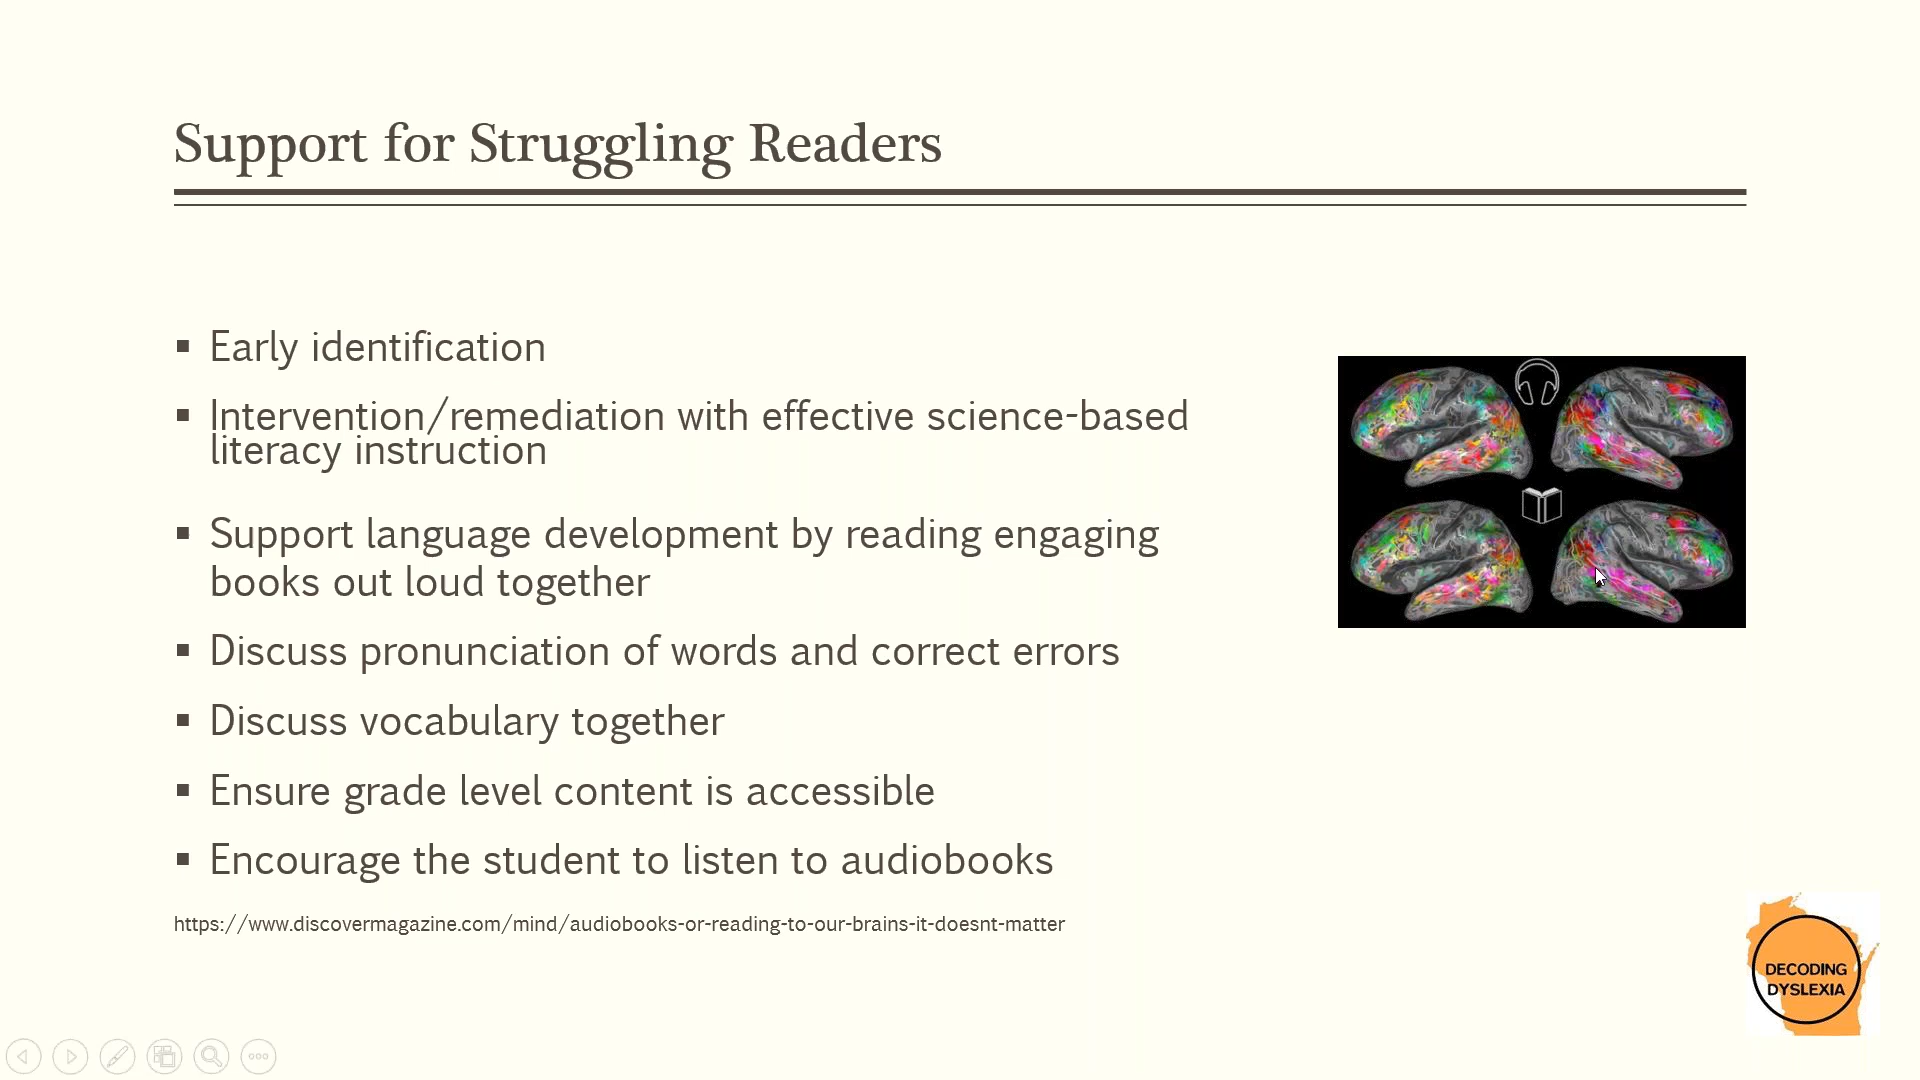 Support for Struggling Readers
▪ Early identification
▪ Intervention/remediation with effective science-based
literacy instruction
▪ Support language development by reading engaging
books out loud together
▪ Discuss pronunciation of words and correct errors
▪ Discuss vocabulary together
▪ Ensure grade level content is accessible
▪ Encourage the student to listen to audiobooks
https://www.discovermagazine.com/mind/audiobooks-or-reading-to-our-brains-it-doesnt-matter
DECODING
DYSLEXIA